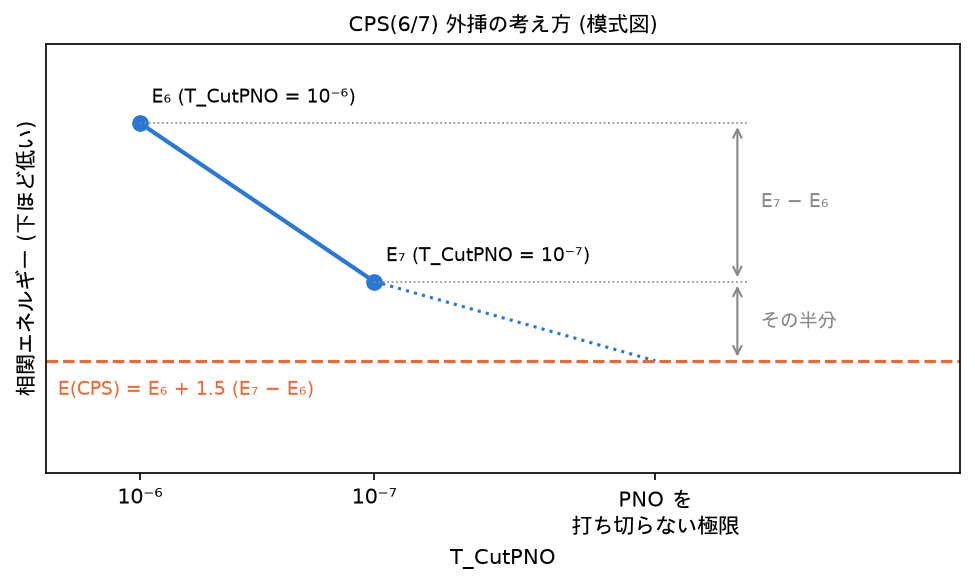 CPS(6/7) 外挿の考え方 (模式図)
E₆ (T_CutPNO = 10⁻⁶)
E₇ − E₆
E₇ (T_CutPNO = 10⁻⁷)
その半分
E(CPS) = E₆ + 1.5 (E₇ − E₆)
相関エネルギー (下ほど低い)
10⁻⁶
10⁻⁷
PNO を
打ち切らない極限
T_CutPNO